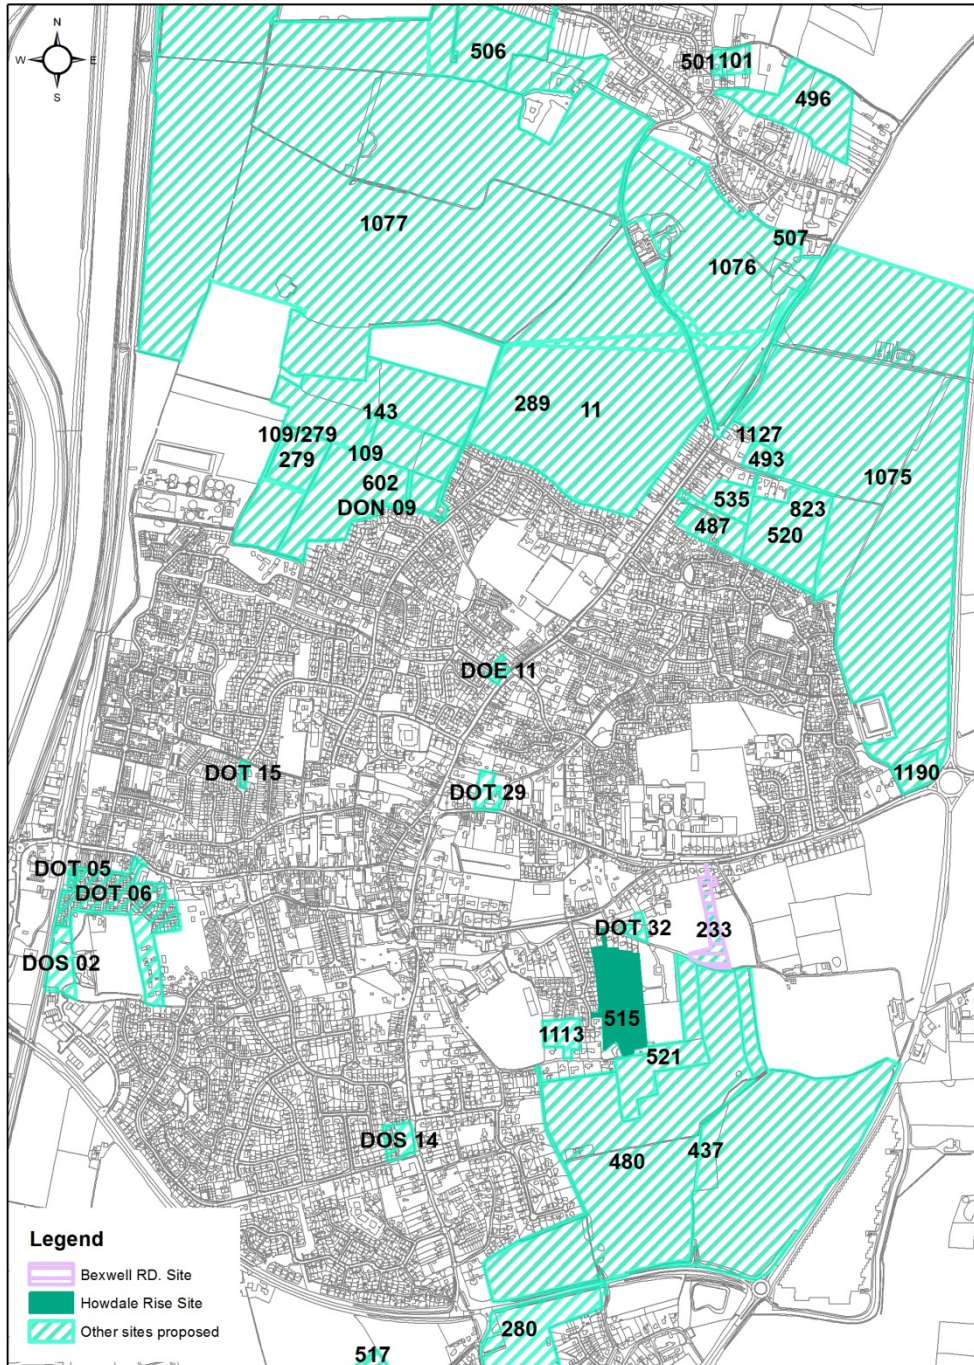 N
W E
S
506
501 101
496
1077
507
1076
289 11
143
1127
109/279
493
109
279
1075
602
535
823
DON 09
487
520
DOE 11
DOT 15
1190
DOT 29
DOT 05
DOT 06
DOT 32
233
DOS 02
515
1113
521
DOS 14
437
480
Legend
Bexwell RD. Site
Howdale Rise Site
Other sites proposed
280
517